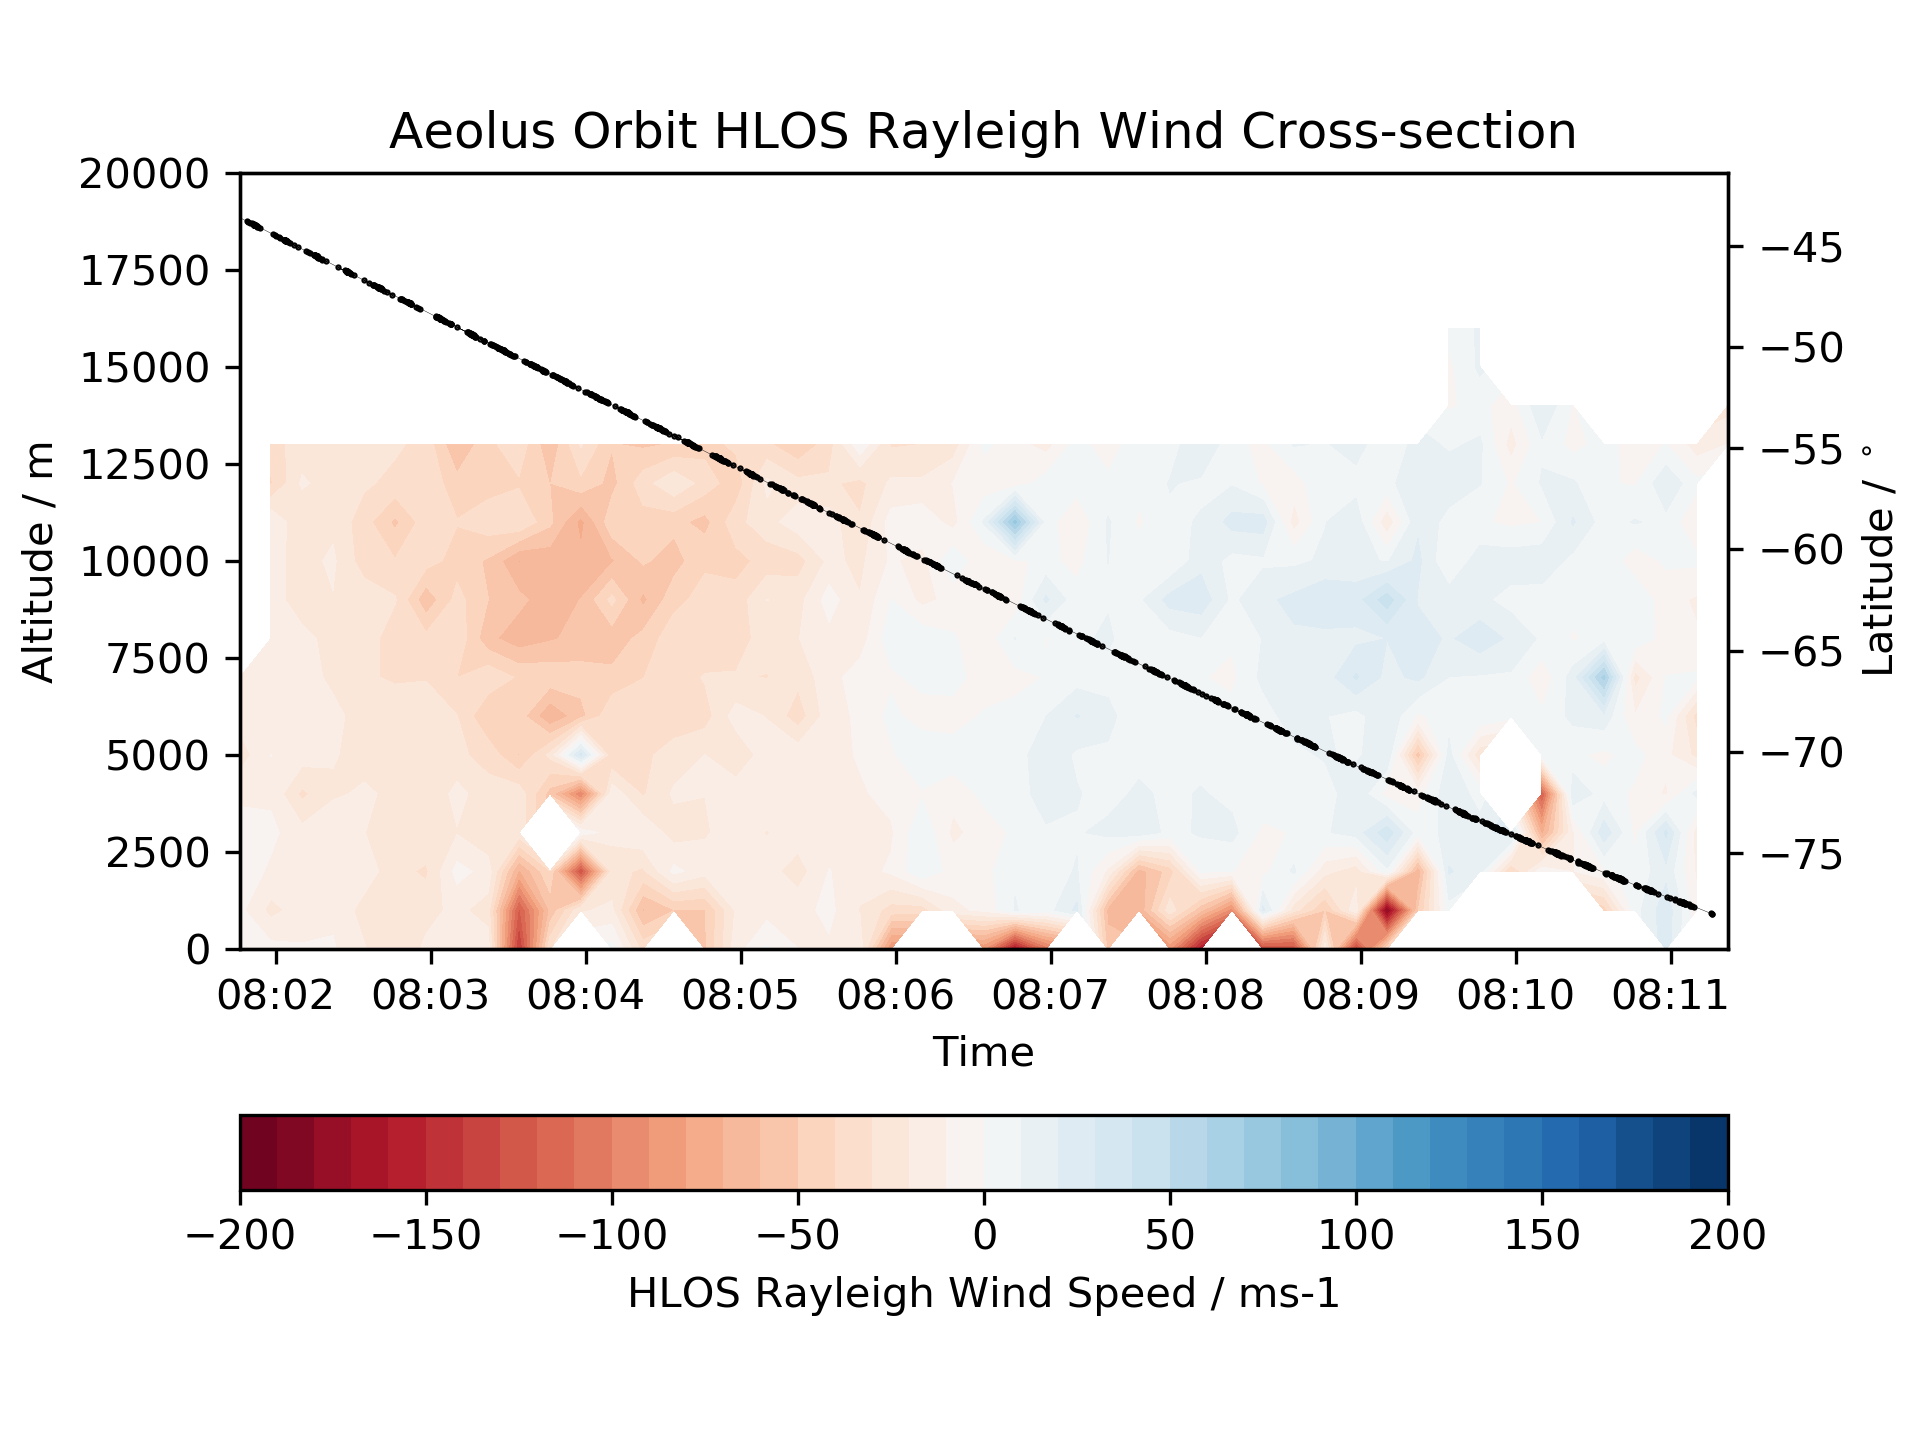 Aeolus Orbit HLOS Rayleigh Wind Cross-section
20000
17500
15000
12500
10000
7500
5000
2500
0
Altitude / m
−45
−50
−55
−60
−65
−70
−75
Latitude / °
08:02 08:03 08:04 08:05 08:06 08:07 08:08 08:09 08:10 08:11
Time
−200 −150 −100 −50 0 50 100 150 200
HLOS Rayleigh Wind Speed / ms-1